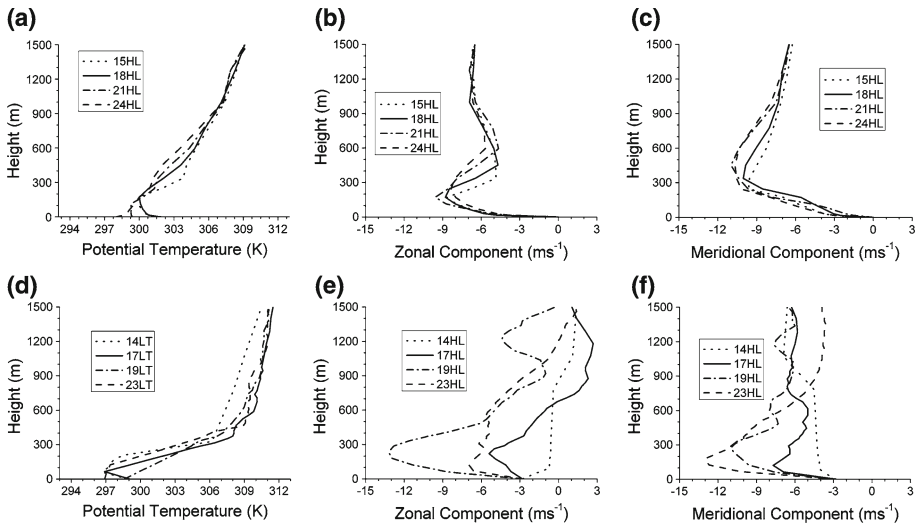 (a)
1500
1200
900
600
300
0
Height (m)
15HL
18HL
21HL
24HL
294 297 300 303 306 309 312
Potential Temperature (K)
(b)
1500
1200
900
600
300
0
Height (m)
15HL
18HL
21HL
24HL
-15 -12 -9 -6 -3 0 3
Zonal Component (ms⁻¹)
(c)
1500
1200
900
600
300
0
Height (m)
15HL
18HL
21HL
24HL
-15 -12 -9 -6 -3 0 3
Meridional Component (ms⁻¹)
(d)
1500
1200
900
600
300
0
Height (m)
14LT
17LT
19LT
23LT
294 297 300 303 306 309 312
Potential Temperature (K)
(e)
1500
1200
900
600
300
0
Height (m)
14HL
17HL
19HL
23HL
-15 -12 -9 -6 -3 0 3
Zonal Component (ms⁻¹)
(f)
1500
1200
900
600
300
0
Height (m)
14HL
17HL
19HL
23HL
-15 -12 -9 -6 -3 0 3
Meridional Component (ms⁻¹)